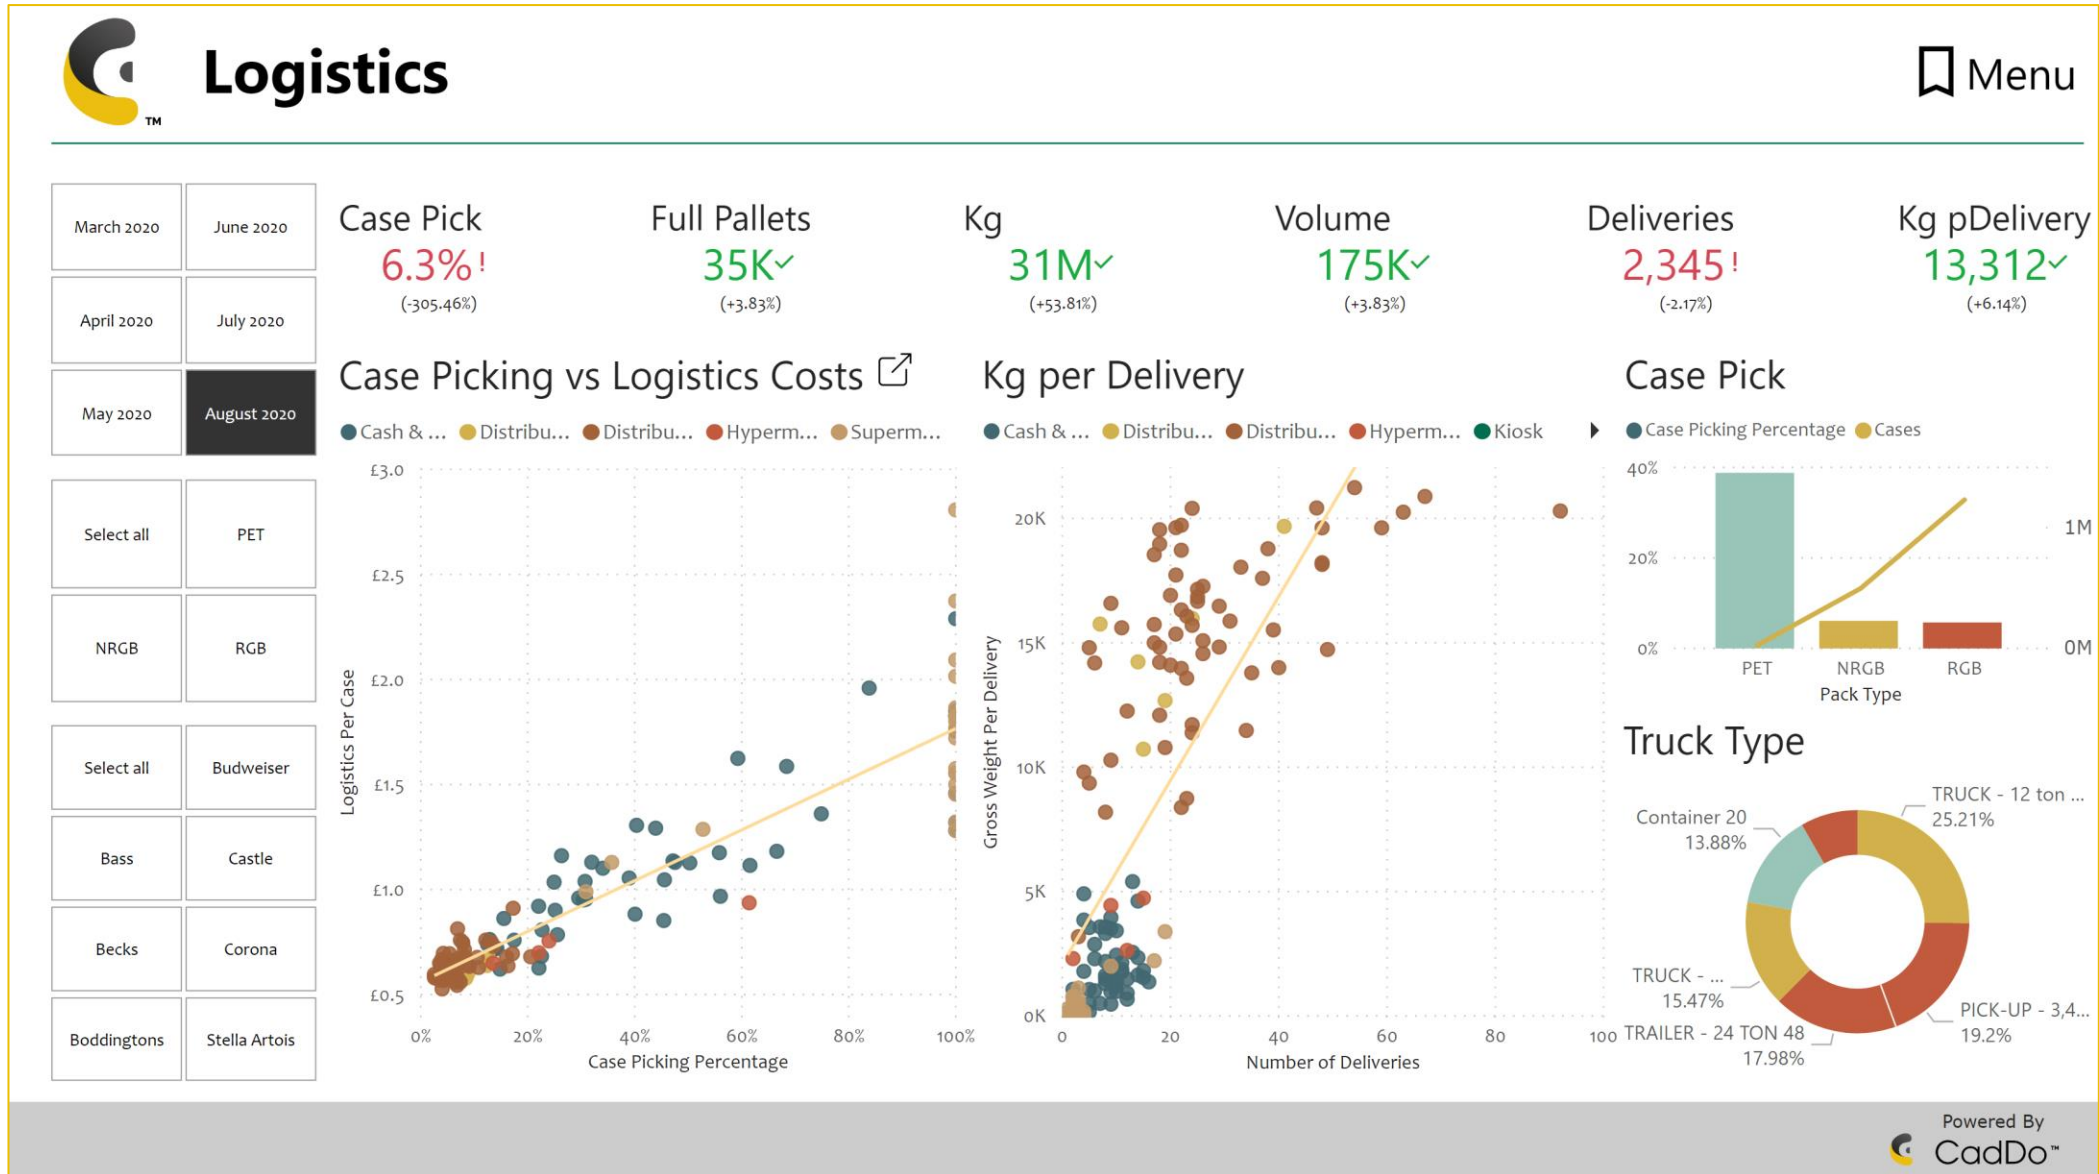 Logistics
Menu
TM
March 2020
June 2020
April 2020
July 2020
May 2020
August 2020
Select all
PET
NRGB
RGB
Select all
Budweiser
Bass
Castle
Becks
Corona
Boddingtons
Stella Artois
Case Pick
6.3%!
(-305.46%)
Full Pallets
35K
(+3.83%)
Kg
31M
(+53.81%)
Volume
175K
(+3.83%)
Deliveries
2,345!
(-2.17%)
Kg pDelivery
13,312
(+6.14%)
Case Picking vs Logistics Costs
Cash & ... Distribu... Distribu... Hyperm... Superm...
£3.0
£2.5
£2.0
£1.5
£1.0
£0.5
Logistics Per Case
0% 20% 40% 60% 80% 100%
Case Picking Percentage
Kg per Delivery
Cash & ... Distribu... Distribu... Hyperm... Kiosk
20K
15K
10K
5K
0K
Gross Weight Per Delivery
0 20 40 60 80 100
Number of Deliveries
Case Pick
Case Picking Percentage Cases
40%
20%
0%
1M
0M
PET NRGB RGB
Pack Type
Truck Type
TRUCK - 12 ton ...
25.21%
Container 20
13.88%
TRUCK - ...
15.47%
PICK-UP - 3,4...
19.2%
TRAILER - 24 TON 48
17.98%
Powered By
CadDo™